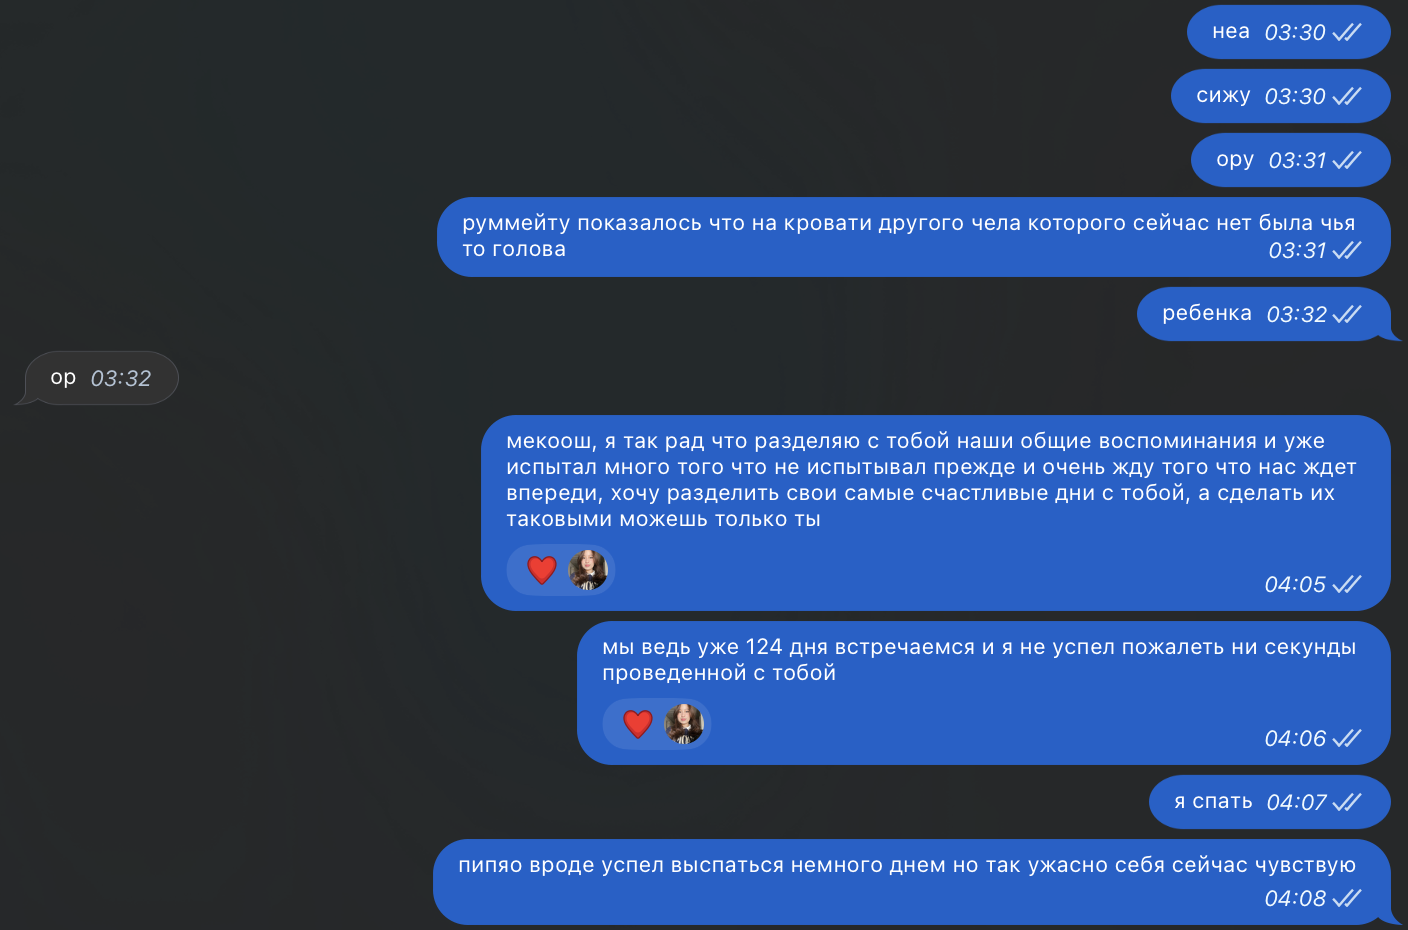 неа 03:30
сижу 03:30
ору 03:31
руммейту показалось что на кровати другого чела которого сейчас нет была чья
то голова 03:31
ребенка 03:32
ор 03:32
мекоош, я так рад что разделяю с тобой наши общие воспоминания и уже
испытал много того что не испытывал прежде и очень жду того что нас ждет
впереди, хочу разделить свои самые счастливые дни с тобой, а сделать их
таковыми можешь только ты
04:05
мы ведь уже 124 дня встречаемся и я не успел пожалеть ни секунды
проведенной с тобой
04:06
я спать 04:07
пипяо вроде успел выспаться немного днем но так ужасно себя сейчас чувствую
04:08